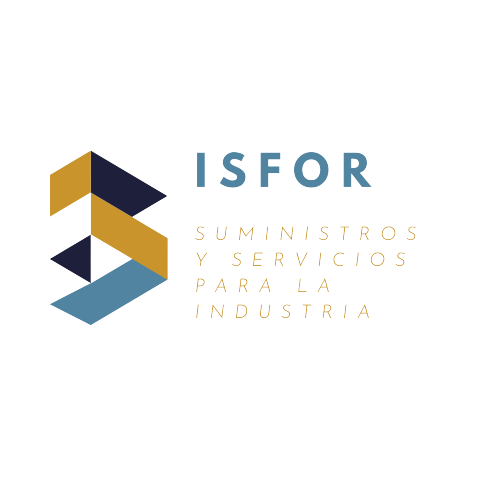 ISFOR
SUMINISTROS
Y SERVICIOS
PARA LA
INDUSTRIA